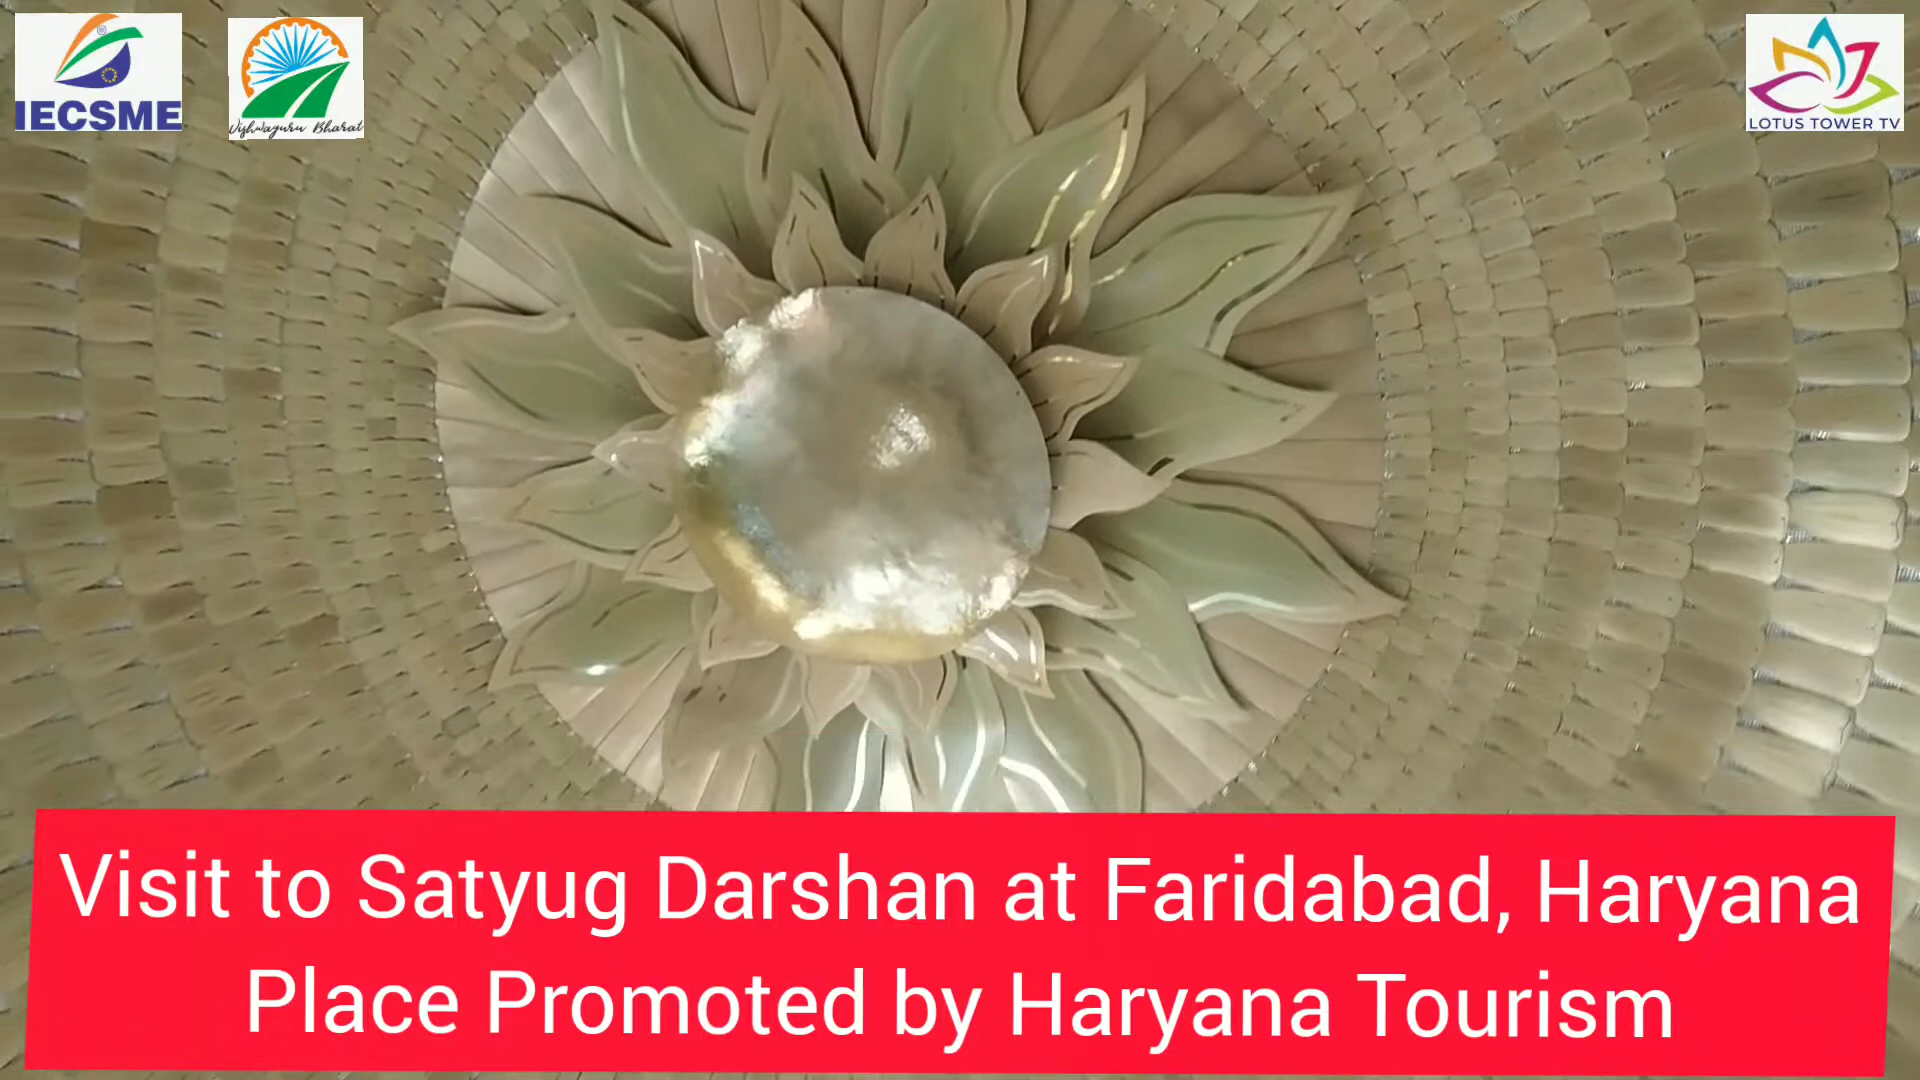 IECSME
Vishwaguru Bharat
LOTUS TOWER TV
Visit to Satyug Darshan at Faridabad, Haryana
Place Promoted by Haryana Tourism